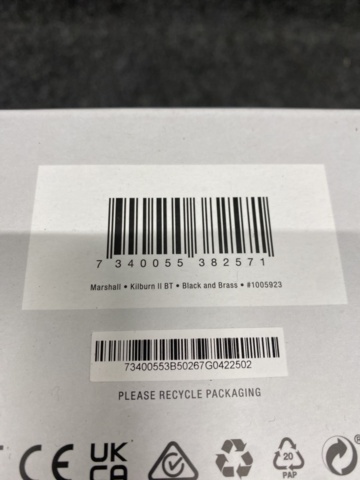 7 340055 382571
Marshall • Kilburn II BT • Black and Brass • #1005923
73400553B50267G0422502
PLEASE RECYCLE PACKAGING
CE UK CA 20
PAP